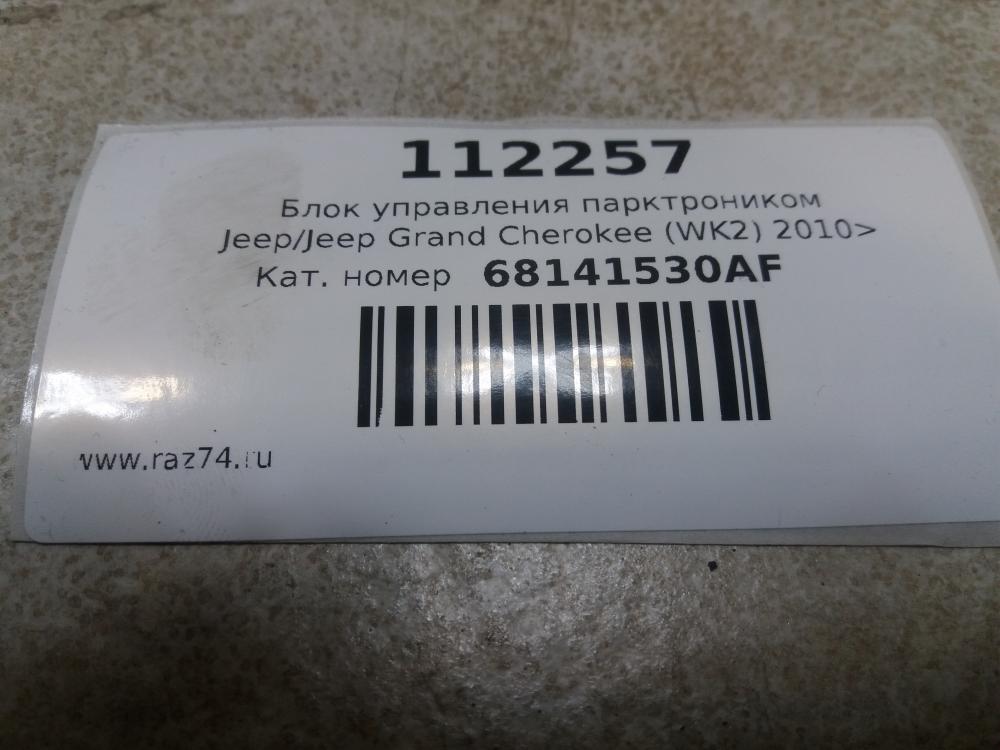 112257
Блок управления парктроником
Jeep/Jeep Grand Cherokee (WK2) 2010>
Кат. номер 68141530AF
www.raz74.ru